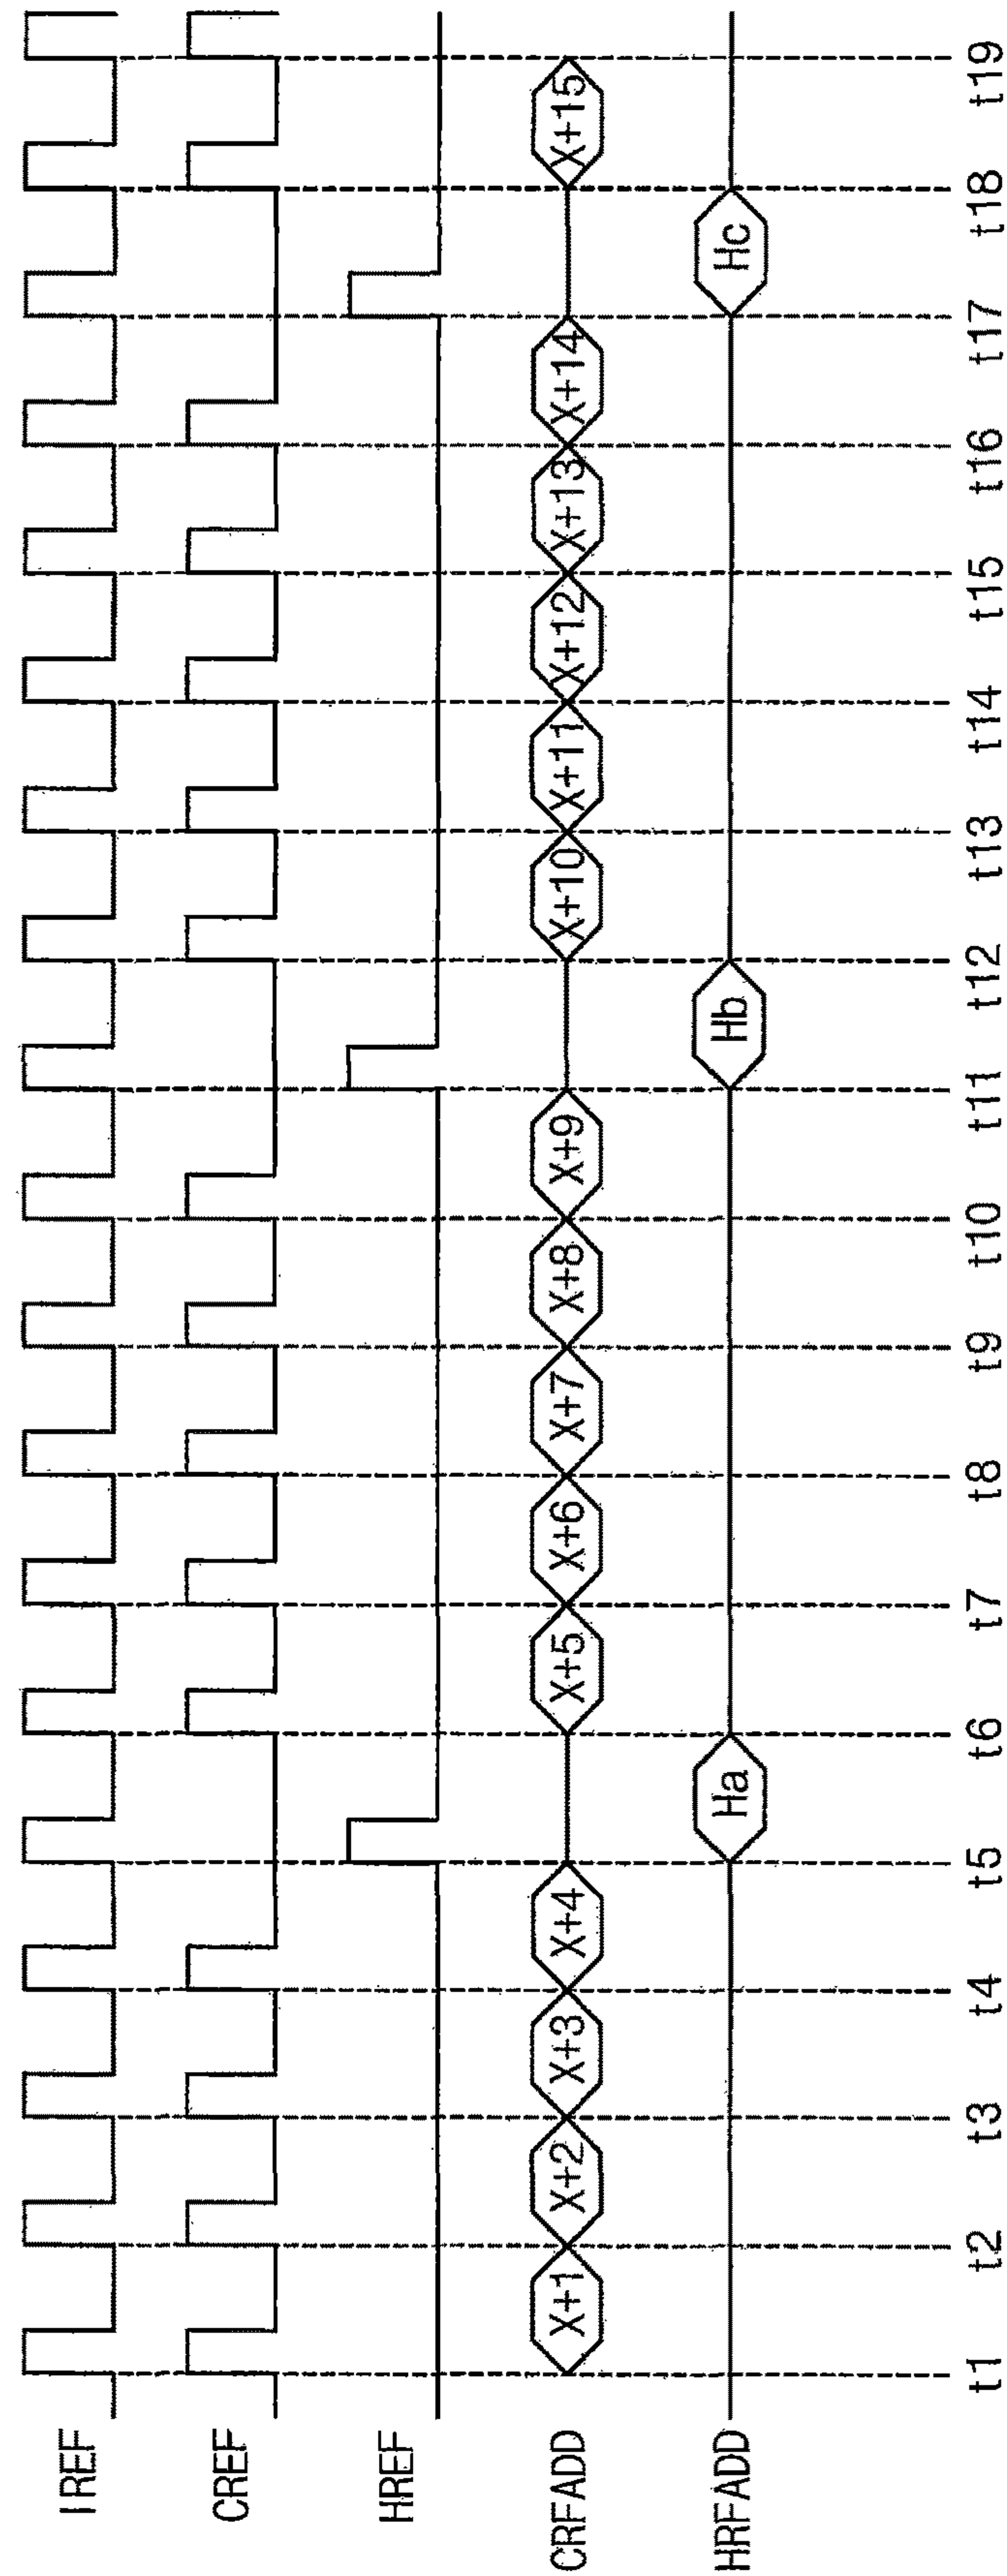 IREF
CREF
HREF
CRFADD X+1 X+2 X+3 X+4 X+5 X+6 X+7 X+8 X+9 X+10 X+11 X+12 X+13 X+14 X+15
HRFADD Ha Hb Hc
t1 t2 t3 t4 t5 t6 t7 t8 t9 t10 t11 t12 t13 t14 t15 t16 t17 t18 t19